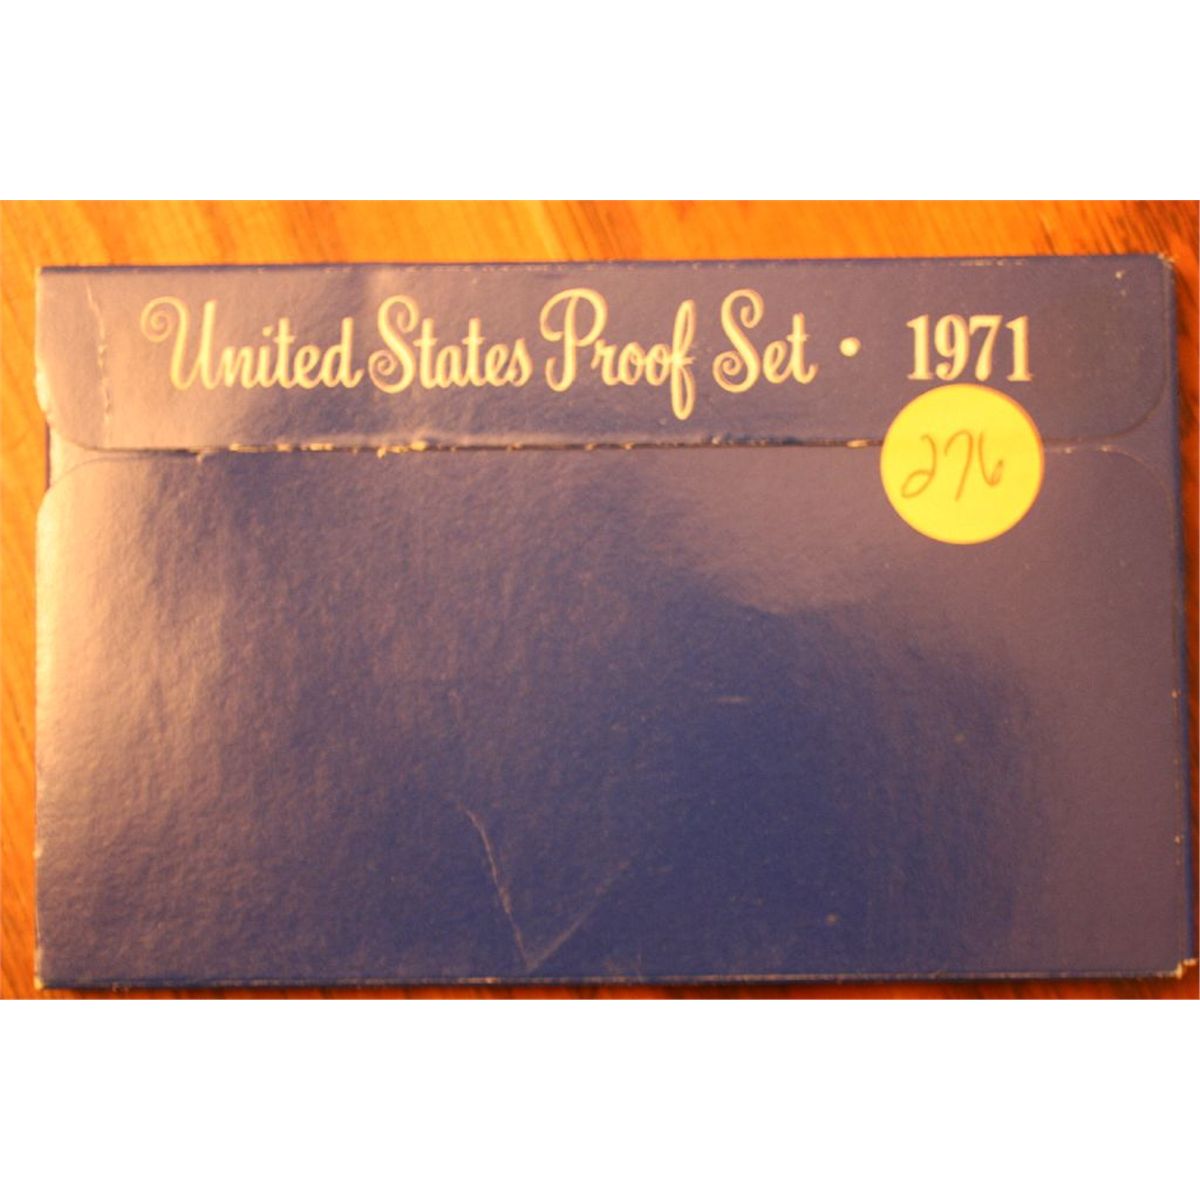 United States Proof Set • 1971
276